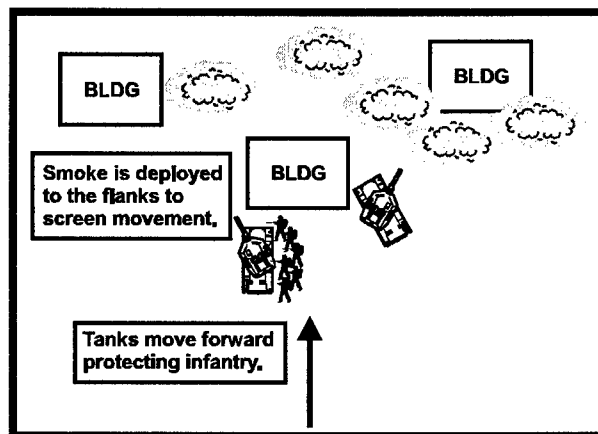 BLDG
BLDG
BLDG
Smoke is deployed
to the flanks to
screen movement.
Tanks move forward
protecting infantry.